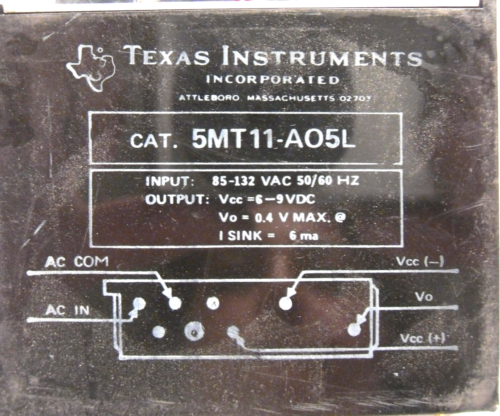 TEXAS INSTRUMENTS
INCORPORATED
ATTLEBORO, MASSACHUSETTS 02703
CAT. 5MT11-AO5L
INPUT: 85-132 VAC 50/60 HZ
OUTPUT: Vcc =6-9VDC
Vo = 0.4 V MAX. @
I SINK = 6 ma
AC COM
Vcc (-)
AC IN
Vo
Vcc (+)